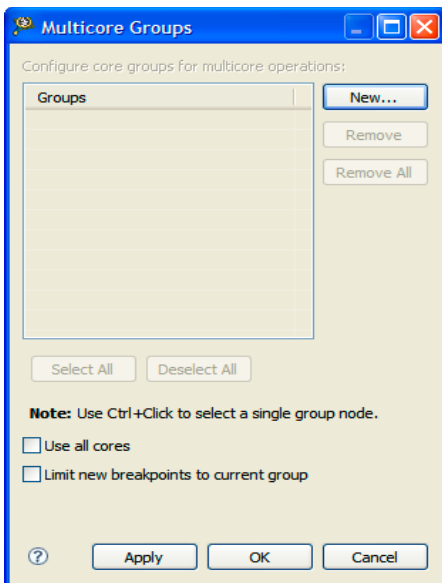 Multicore Groups
Configure core groups for multicore operations:
Groups
New...
Remove
Remove All
Select All
Deselect All
Note: Use Ctrl+Click to select a single group node.
Use all cores
Limit new breakpoints to current group
?
Apply
OK
Cancel